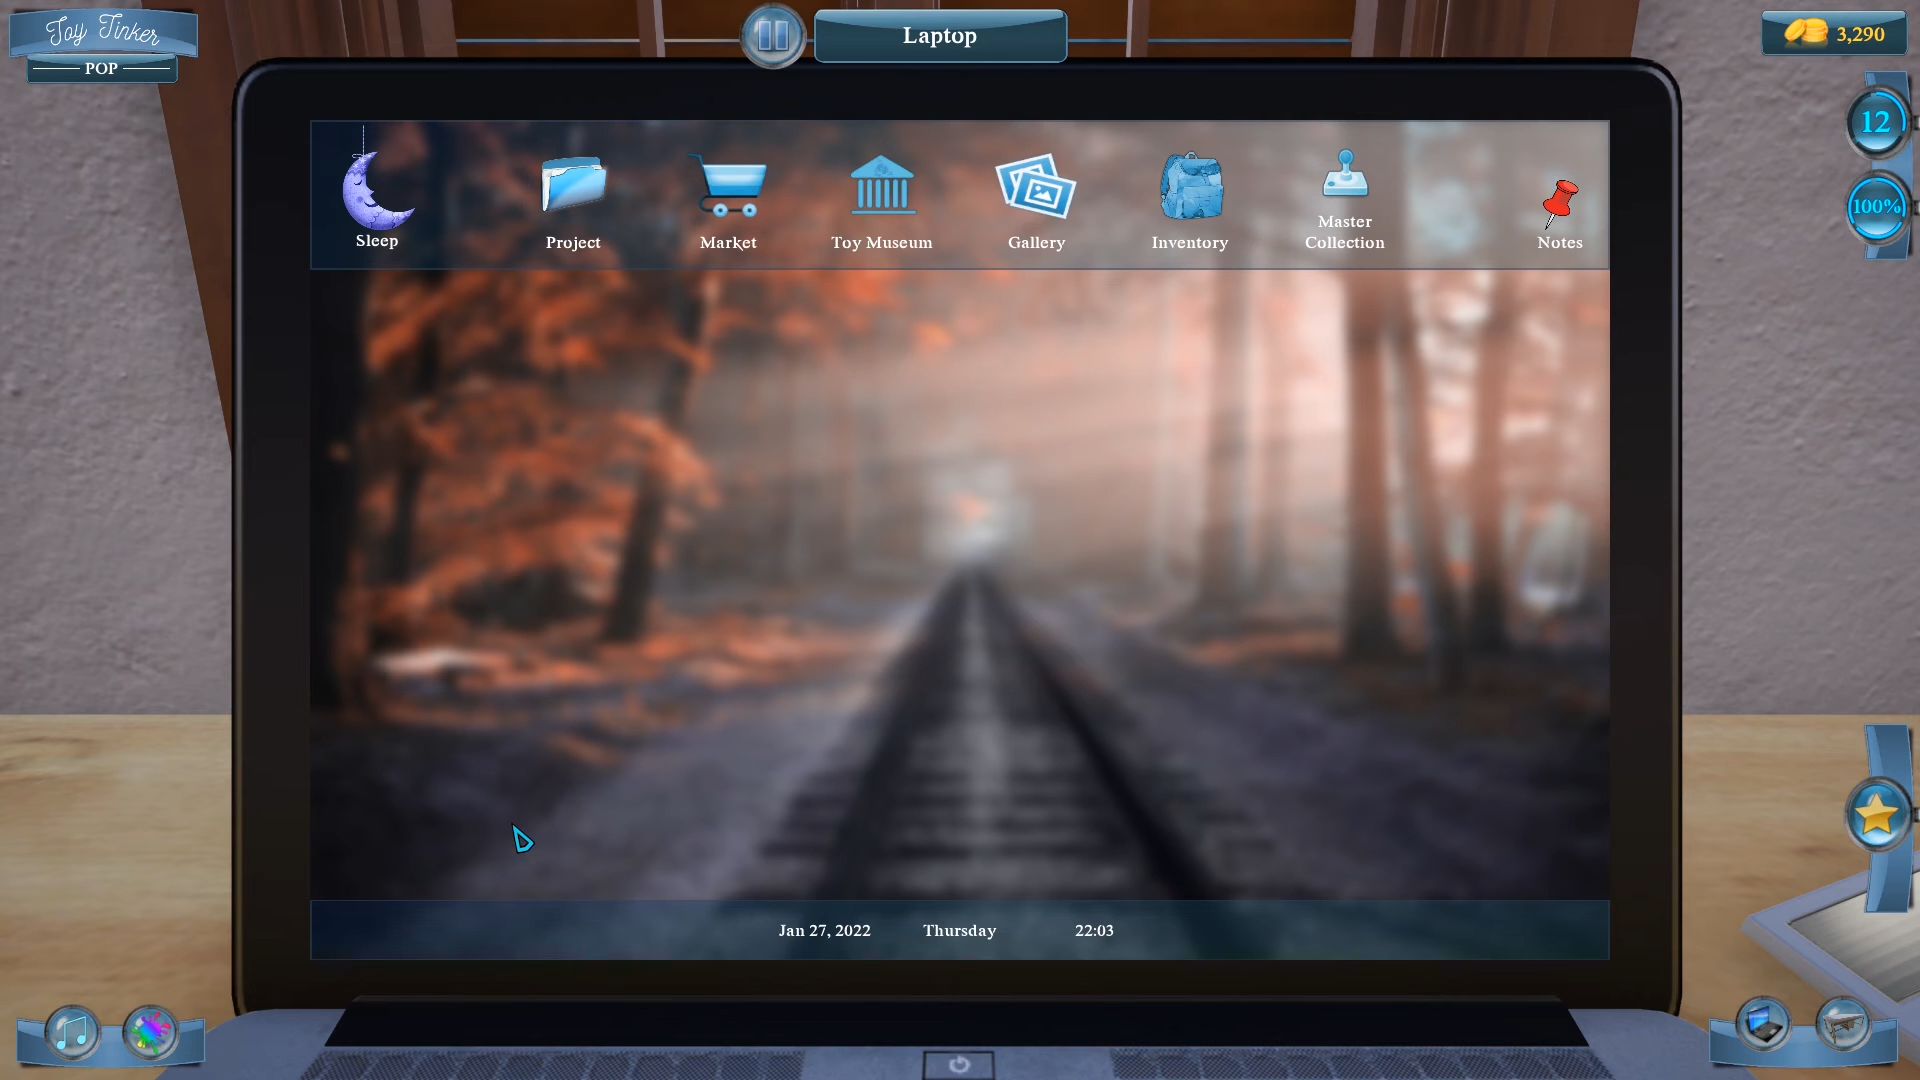 Toy Tinker
POP
Laptop
3,290
12
100%
Sleep
Project
Market
Toy Museum
Gallery
Inventory
Master
Collection
Notes
Jan 27, 2022
Thursday
22:03